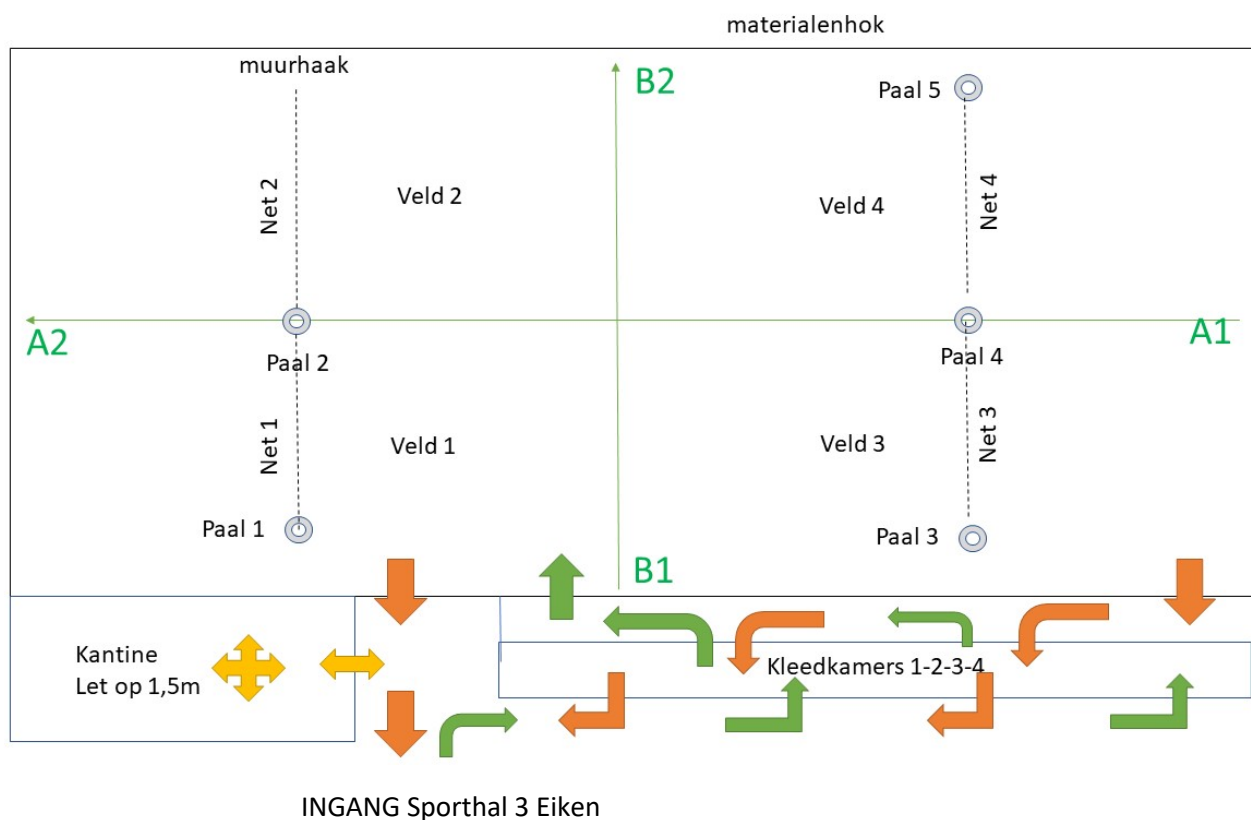 materialenhok
muurhaak
B2
Paal 5
Net 2
Veld 2
Veld 4
Net 4
A2
Paal 2
Paal 4
A1
Net 1
Veld 1
Veld 3
Net 3
Paal 1
Paal 3
B1
Kantine
Let op 1,5m
Kleedkamers 1-2-3-4
INGANG Sporthal 3 Eiken